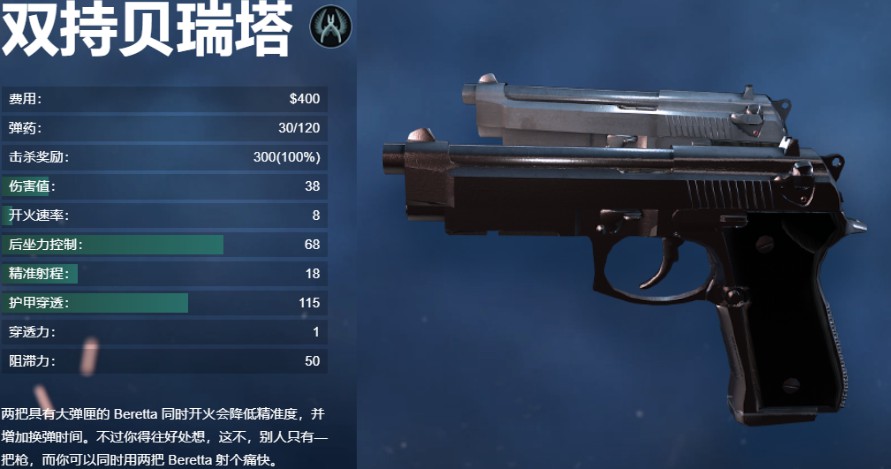 双持贝瑞塔
费用： $400
弹药： 30/120
击杀奖励： 300(100%)
伤害值： 38
开火速率： 8
后坐力控制： 68
精准射程： 18
护甲穿透： 115
穿透力： 1
阻滞力： 50
两把具有大弹匣的 Beretta 同时开火会降低精准度，并
增加换弹时间。不过你得往好处想，这不，别人只有一
把枪，而你可以同时用两把 Beretta 射个痛快。